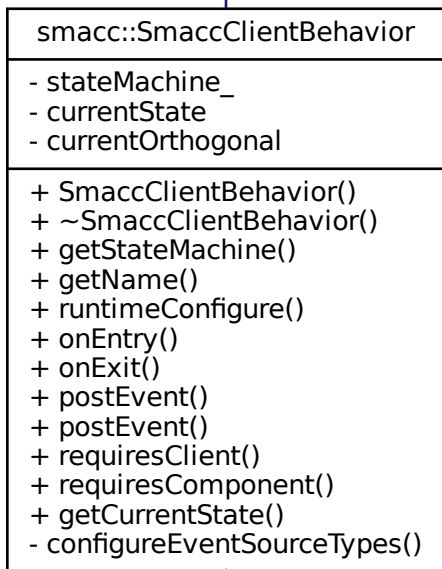 smacc::SmaccClientBehavior
- stateMachine_
- currentState
- currentOrthogonal
+ SmaccClientBehavior()
+ ~SmaccClientBehavior()
+ getStateMachine()
+ getName()
+ runtimeConfigure()
+ onEntry()
+ onExit()
+ postEvent()
+ postEvent()
+ requiresClient()
+ requiresComponent()
+ getCurrentState()
- configureEventSourceTypes()